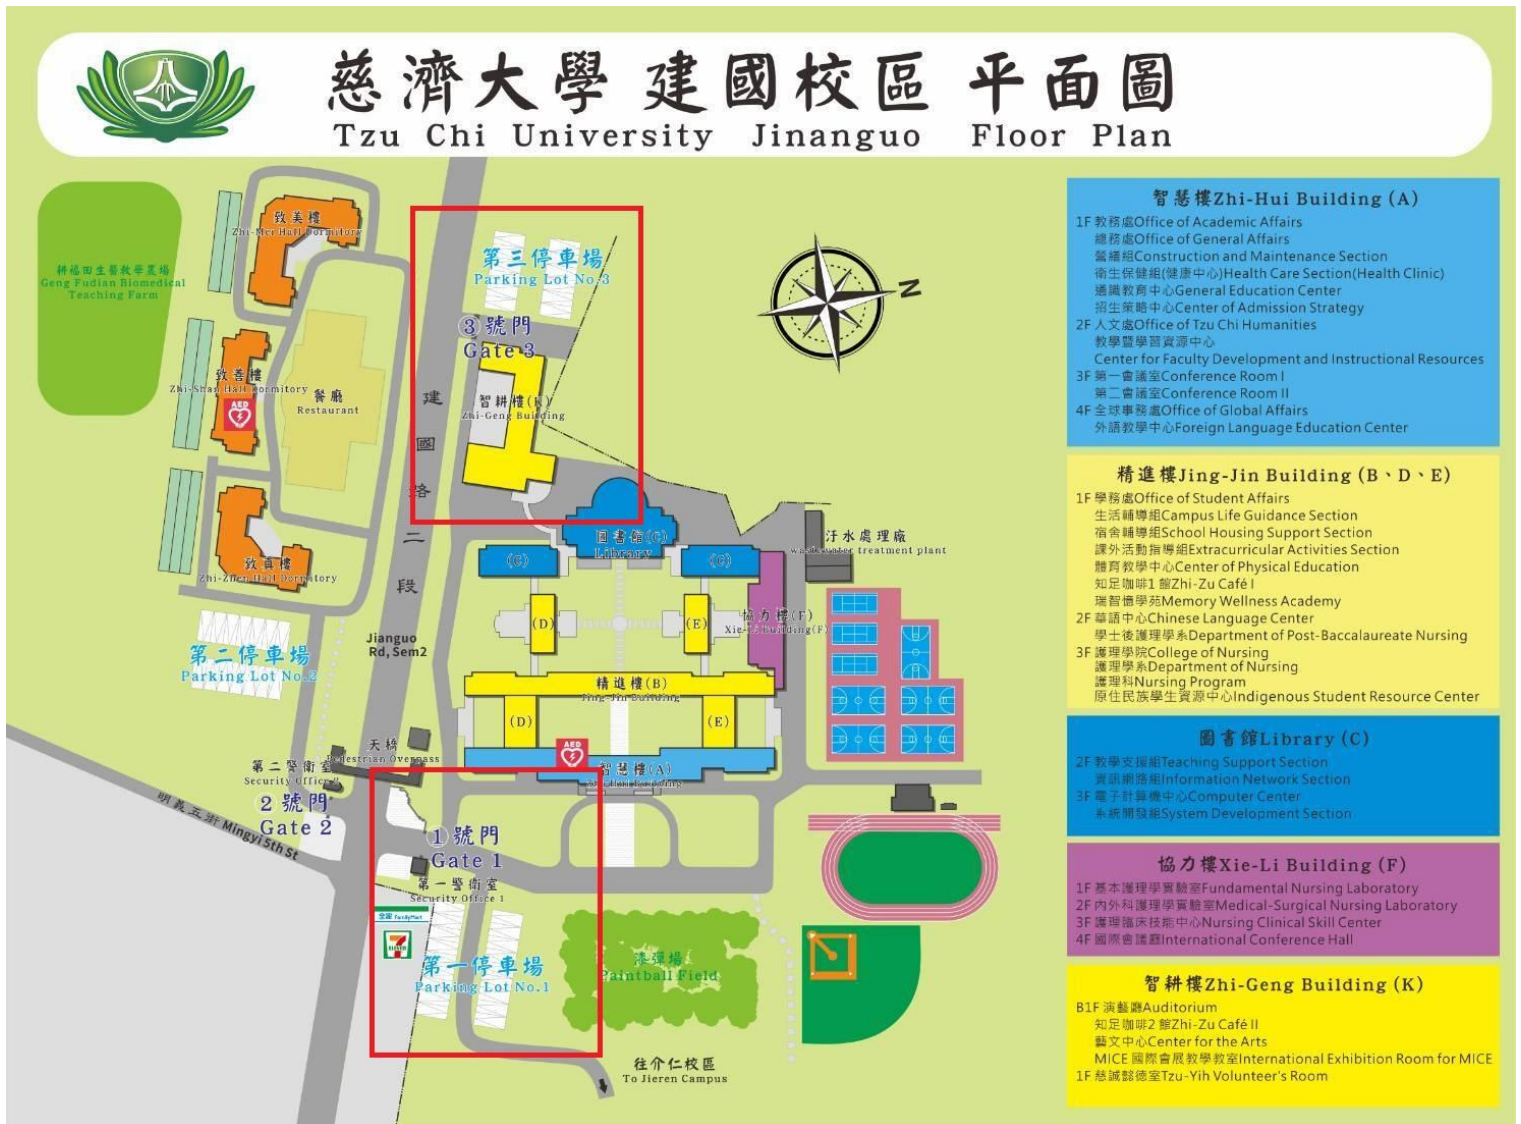 慈濟大學 建國校區 平面圖
Tzu Chi University Jinanguo Floor Plan
致美樓
Zhi-Mei Hall Dormitory
耕福田生醫教學農場
Geng Fudian Biomedical
Teaching Farm
致善樓
Zhi-Shan Hall Dormitory
AED
餐廳
Restaurant
致真樓
Zhi-Zhen Hall Dormitory
第二停車場
Parking Lot No.2
第三停車場
Parking Lot No.3
③號門
Gate 3
智耕樓(K)
Zhi-Geng Building
建國路二段
Jianguo
Rd, Sem2
N
圖書館(C)
Library
(C)
(C)
汙水處理廠
wastewater treatment plant
協力樓(F)
Xie-Li Building(F)
(D)
(E)
精進樓(B)
Jing-Jin Building
(D)
(E)
AED
智慧樓(A)
Zhi-Hui Building
天橋
Pedestrian Overpass
第二警衛室
Security Office 2
②號門
Gate 2
明義五街 Mingyi 5th St
①號門
Gate 1
第一警衛室
Security Office 1
全家 FamilyMart
7
ELEVEN
第一停車場
Parking Lot No.1
漆彈場
Paintball Field
往介仁校區
To Jieren Campus
智慧樓Zhi-Hui Building (A)
1F 教務處Office of Academic Affairs
總務處Office of General Affairs
營繕組Construction and Maintenance Section
衛生保健組(健康中心)Health Care Section(Health Clinic)
通識教育中心General Education Center
招生策略中心Center of Admission Strategy
2F 人文處Office of Tzu Chi Humanities
教學暨學習資源中心
Center for Faculty Development and Instructional Resources
3F 第一會議室Conference Room I
第二會議室Conference Room II
4F 全球事務處Office of Global Affairs
外語教學中心Foreign Language Education Center
精進樓Jing-Jin Building (B、D、E)
1F 學務處Office of Student Affairs
生活輔導組Campus Life Guidance Section
宿舍輔導組School Housing Support Section
課外活動指導組Extracurricular Activities Section
體育教學中心Center of Physical Education
知足咖啡1 館Zhi-Zu Café I
瑞智憶學苑Memory Wellness Academy
2F 華語中心Chinese Language Center
學士後護理學系Department of Post-Baccalaureate Nursing
3F 護理學院College of Nursing
護理學系Department of Nursing
護理科Nursing Program
原住民族學生資源中心Indigenous Student Resource Center
圖書館Library (C)
2F 教學支援組Teaching Support Section
資訊網路組Information Network Section
3F 電子計算機中心Computer Center
系統開發組System Development Section
協力樓Xie-Li Building (F)
1F 基本護理學實驗室Fundamental Nursing Laboratory
2F 內外科護理學實驗室Medical-Surgical Nursing Laboratory
3F 護理臨床技能中心Nursing Clinical Skill Center
4F 國際會議廳International Conference Hall
智耕樓Zhi-Geng Building (K)
B1F 演藝廳Auditorium
知足咖啡2 館Zhi-Zu Café II
藝文中心Center for the Arts
MICE 國際會展教學教室International Exhibition Room for MICE
1F 慈誠懿德室Tzu-Yih Volunteer's Room